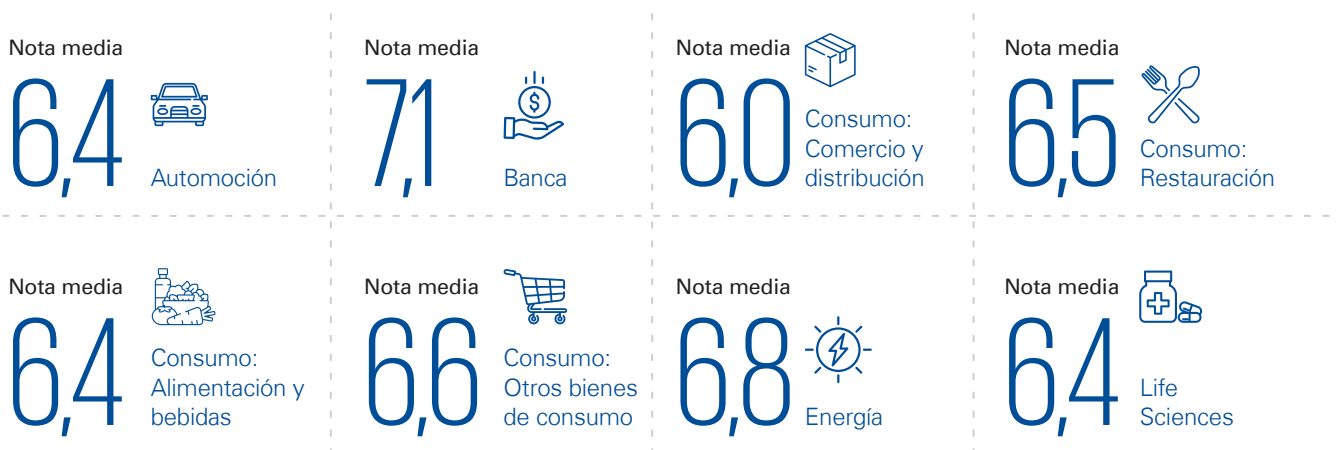 Nota media
6,4
Automoción
Nota media
7,1
Banca
Nota media
6,0
Consumo:
Comercio y
distribución
Nota media
6,5
Consumo:
Restauración
Nota media
6,4
Consumo:
Alimentación y
bebidas
Nota media
6,6
Consumo:
Otros bienes
de consumo
Nota media
6,8
Energía
Nota media
6,4
Life
Sciences